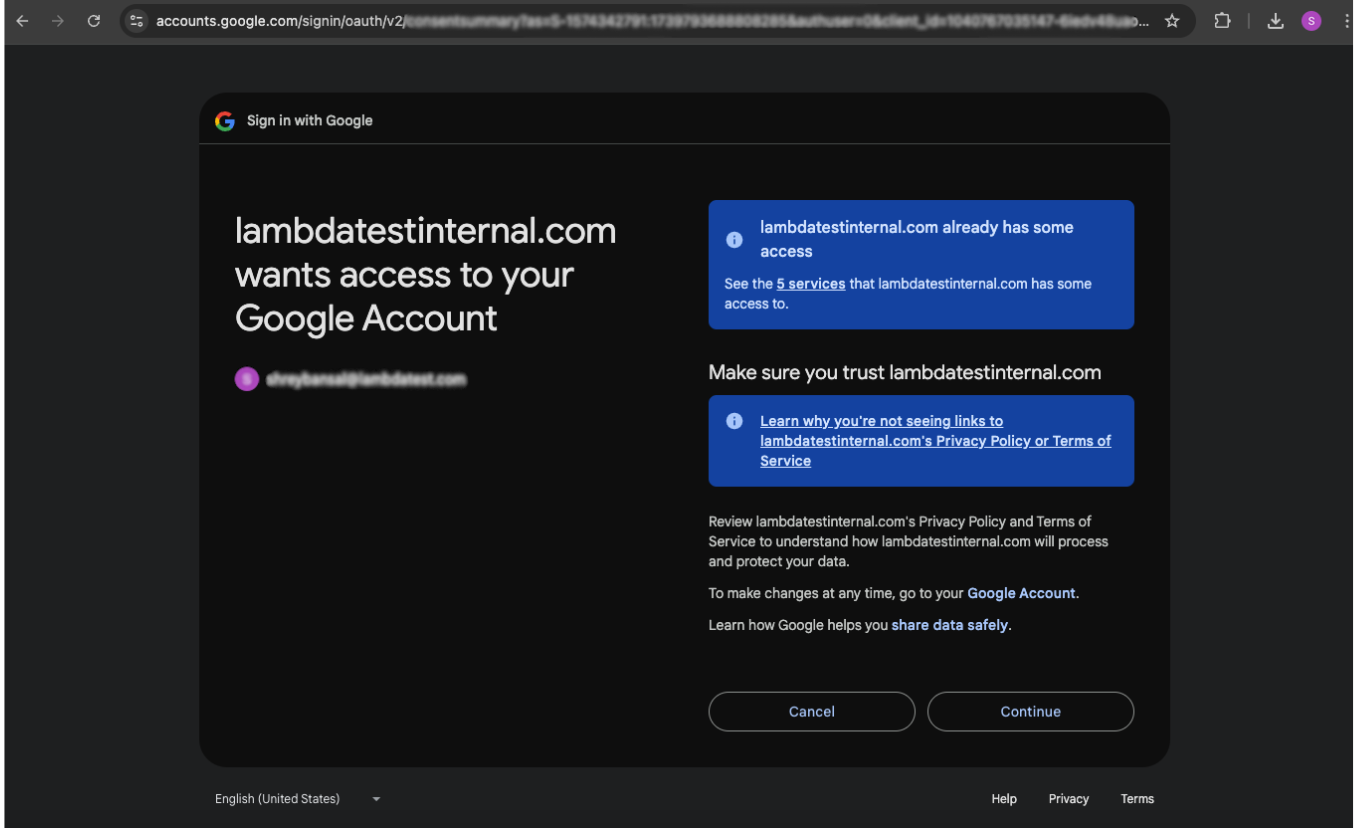 accounts.google.com/signin/oauth/v2/
S
Sign in with Google
lambdatestinternal.com
wants access to your
Google Account
lambdatestinternal.com already has some
access
See the 5 services that lambdatestinternal.com has some
access to.
Make sure you trust lambdatestinternal.com
Learn why you're not seeing links to
lambdatestinternal.com's Privacy Policy or Terms of
Service
Review lambdatestinternal.com's Privacy Policy and Terms of
Service to understand how lambdatestinternal.com will process
and protect your data.
To make changes at any time, go to your Google Account.
Learn how Google helps you share data safely.
Cancel
Continue
English (United States)
Help
Privacy
Terms